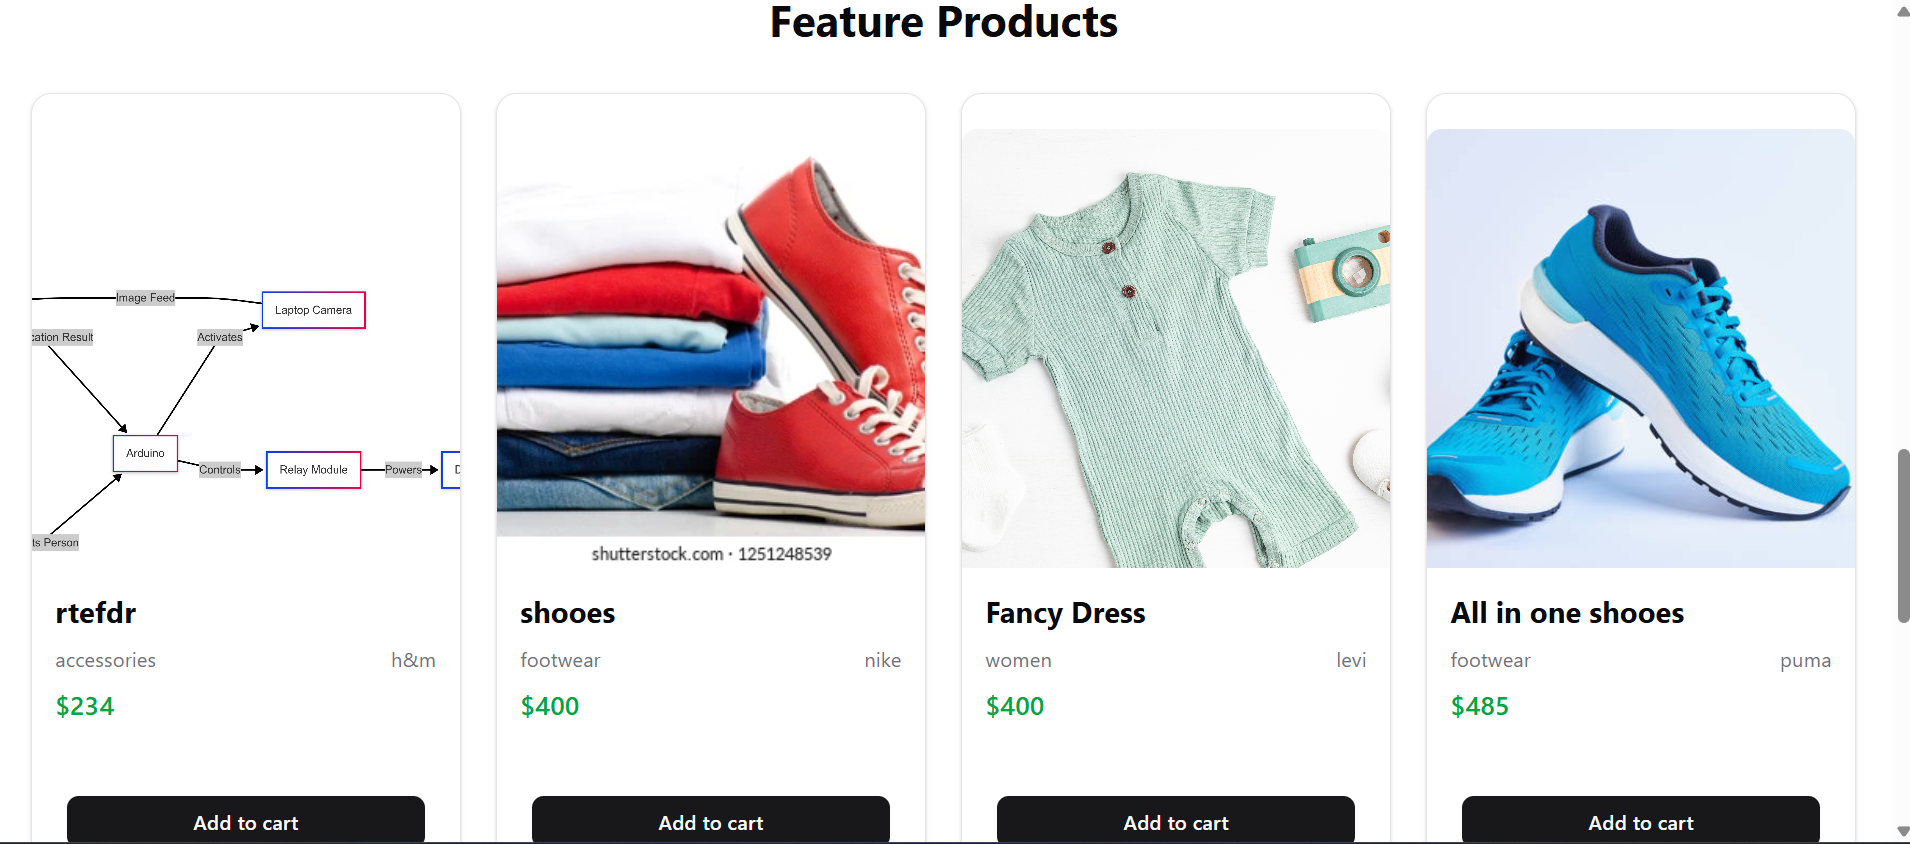 Feature Products
Image Feed
Laptop Camera
cation Result
Activates
Arduino
Controls
Relay Module
Powers
D
ts Person
shutterstock.com · 1251248539
rtefdr
accessories
h&m
$234
Add to cart
shooes
footwear
nike
$400
Add to cart
Fancy Dress
women
levi
$400
Add to cart
All in one shooes
footwear
puma
$485
Add to cart